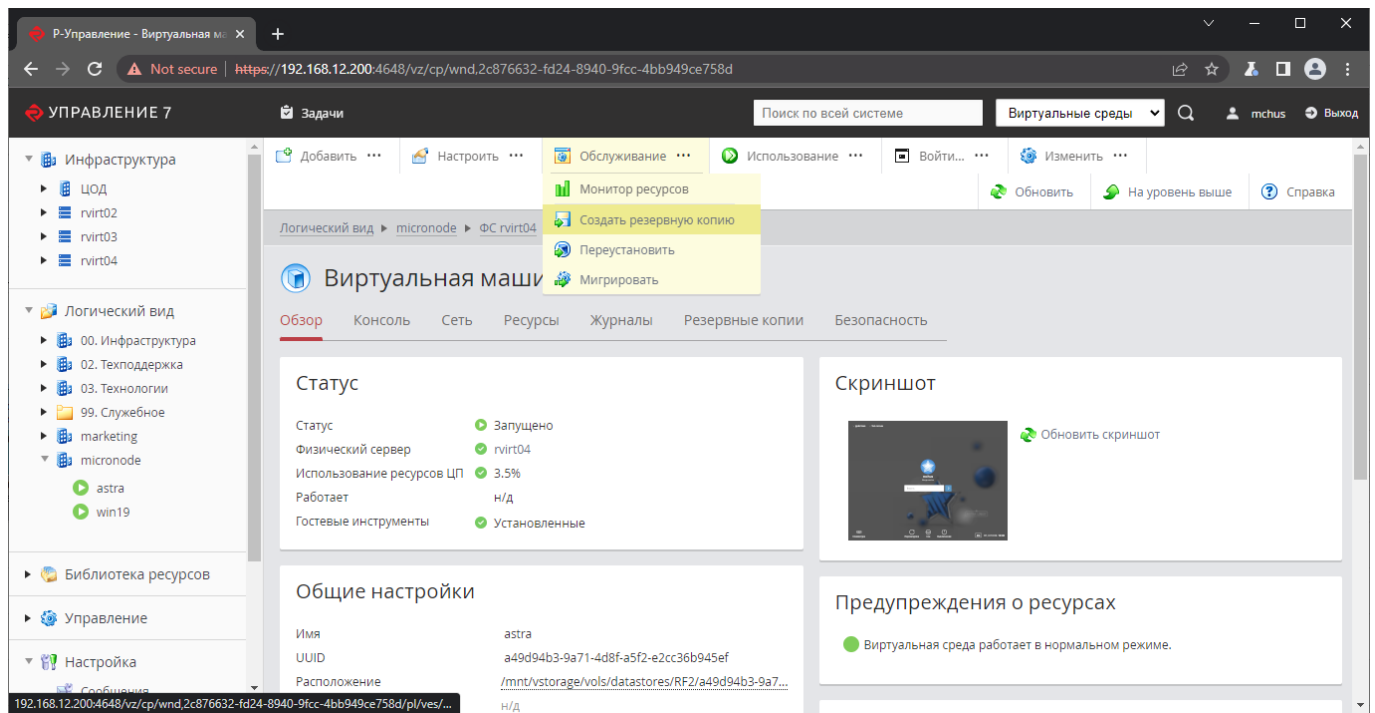 Р-Управление - Виртуальная ма
Not secure | https://192.168.12.200:4648/vz/cp/wnd,2c876632-fd24-8940-9fcc-4bb949ce758d
УПРАВЛЕНИЕ 7
Задачи
Поиск по всей системе
Виртуальные среды
mchus
Выход
Инфраструктура
ЦОД
rvirt02
rvirt03
rvirt04
Логический вид
00. Инфраструктура
02. Техподдержка
03. Технологии
99. Служебное
marketing
micronode
astra
win19
Библиотека ресурсов
Управление
Настройка
Сообщения
192.168.12.200:4648/vz/cp/wnd,2c876632-fd24-8940-9fcc-4bb949ce758d/pl/ves/...
Добавить ••• Настроить ••• Обслуживание ••• Использование ••• Войти... ••• Изменить •••
Монитор ресурсов
Создать резервную копию
Переустановить
Мигрировать
Обновить На уровень выше Справка
Логический вид micronode ФС rvirt04
Виртуальная маши
Обзор Консоль Сеть Ресурсы Журналы Резервные копии Безопасность
Статус
Статус Запущено
Физический сервер rvirt04
Использование ресурсов ЦП 3.5%
Работает н/д
Гостевые инструменты Установленные
Общие настройки
Имя astra
UUID a49d94b3-9a71-4d8f-a5f2-e2cc36b945ef
Расположение /mnt/vstorage/vols/datastores/RF2/a49d94b3-9a7...
н/д
Скриншот
Обновить скриншот
Предупреждения о ресурсах
Виртуальная среда работает в нормальном режиме.